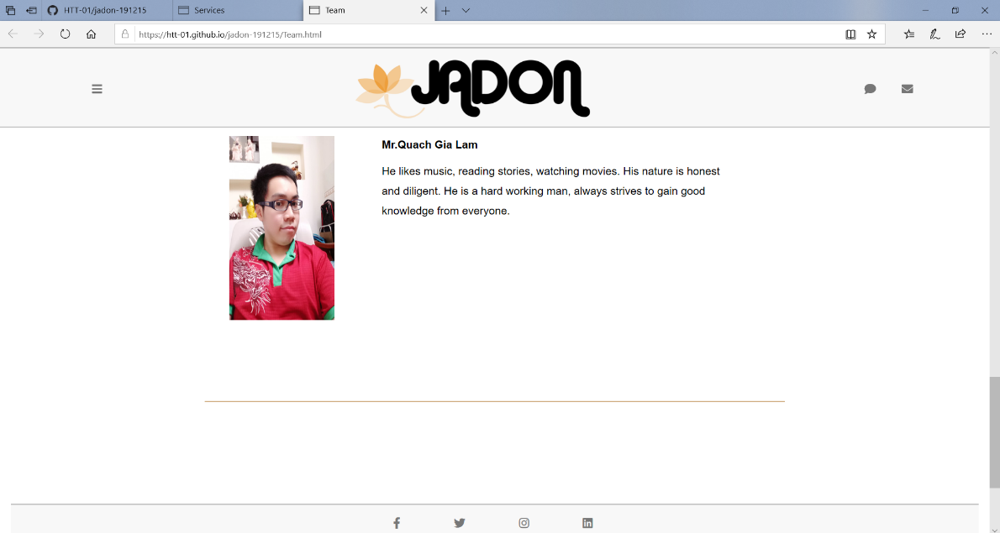 HTT-01/jadon-191215
Services
Team
https://htt-01.github.io/jadon-191215/Team.html
JADON
Mr.Quach Gia Lam
He likes music, reading stories, watching movies. His nature is honest
and diligent. He is a hard working man, always strives to gain good
knowledge from everyone.